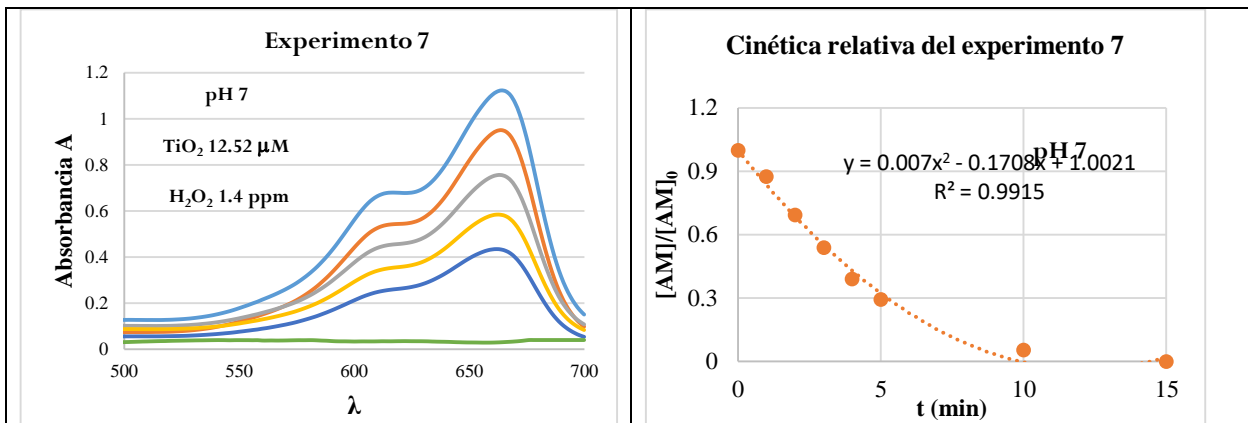 Experimento 7
pH 7
TiO₂ 12.52 µM
H₂O₂ 1.4 ppm
Absorbancia A
1.2
1
0.8
0.6
0.4
0.2
0
500
550
600
650
700
λ
Cinética relativa del experimento 7
pH 7
y = 0.007x² - 0.1708x + 1.0021
R² = 0.9915
[AM]/[AM]₀
1.2
0.9
0.6
0.3
0
0
5
10
15
t (min)